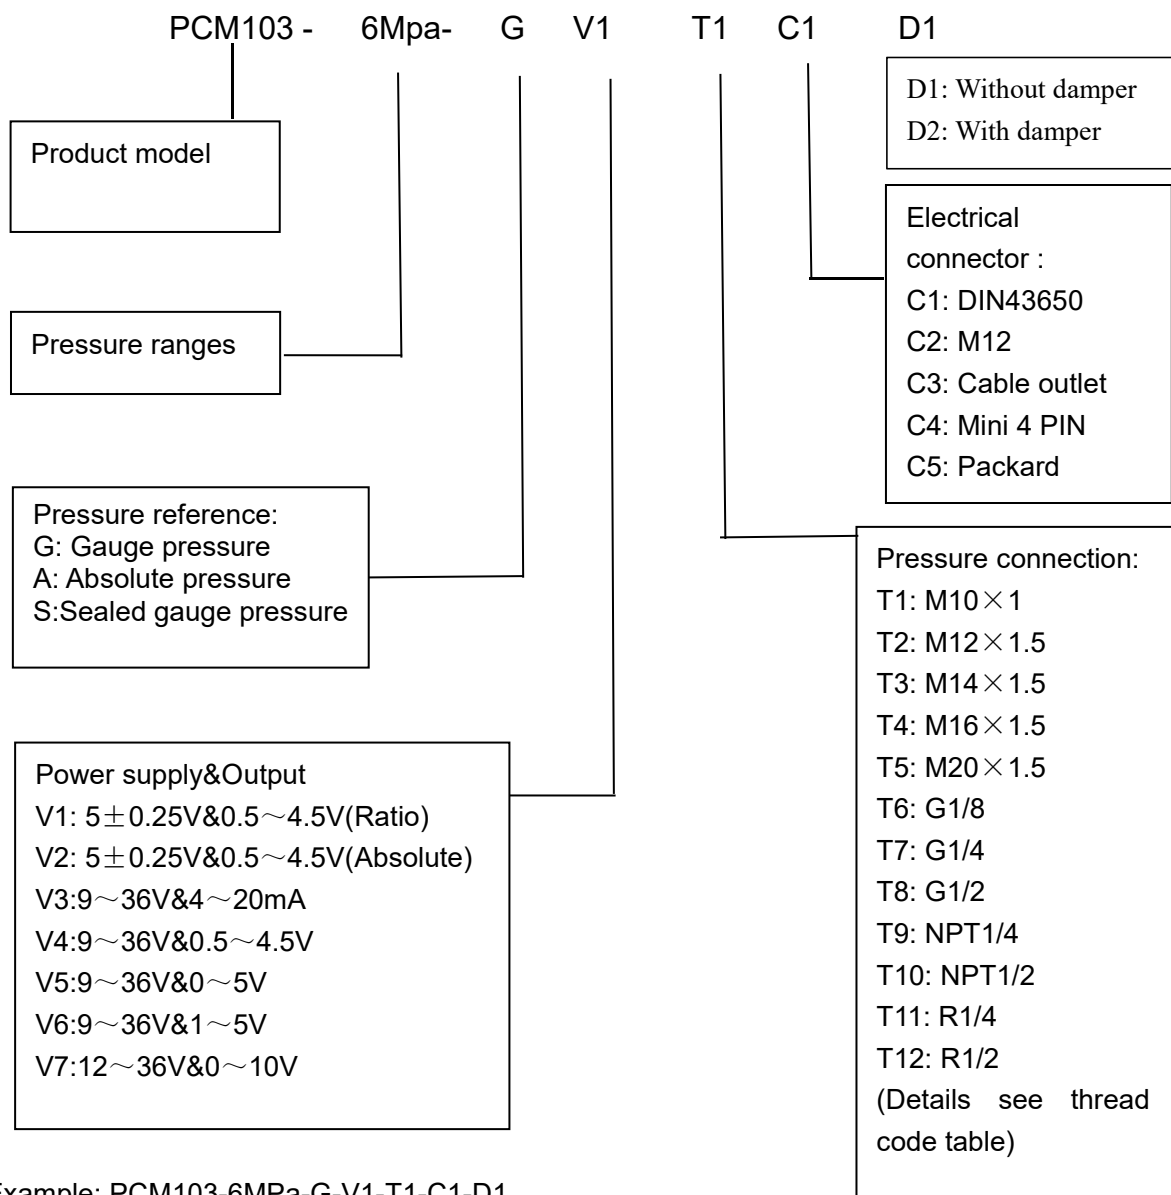 PCM103 - 6Mpa- G V1 T1 C1 D1
D1: Without damper
D2: With damper
Product model
Electrical
connector :
C1: DIN43650
C2: M12
C3: Cable outlet
C4: Mini 4 PIN
C5: Packard
Pressure ranges
Pressure reference:
G: Gauge pressure
A: Absolute pressure
S:Sealed gauge pressure
Pressure connection:
T1: M10×1
T2: M12×1.5
T3: M14×1.5
T4: M16×1.5
T5: M20×1.5
T6: G1/8
T7: G1/4
T8: G1/2
T9: NPT1/4
T10: NPT1/2
T11: R1/4
T12: R1/2
(Details see thread
code table)
Power supply&Output
V1: 5±0.25V&0.5~4.5V(Ratio)
V2: 5±0.25V&0.5~4.5V(Absolute)
V3:9~36V&4~20mA
V4:9~36V&0.5~4.5V
V5:9~36V&0~5V
V6:9~36V&1~5V
V7:12~36V&0~10V
Example: PCM103-6MPa-G-V1-T1-C1-D1